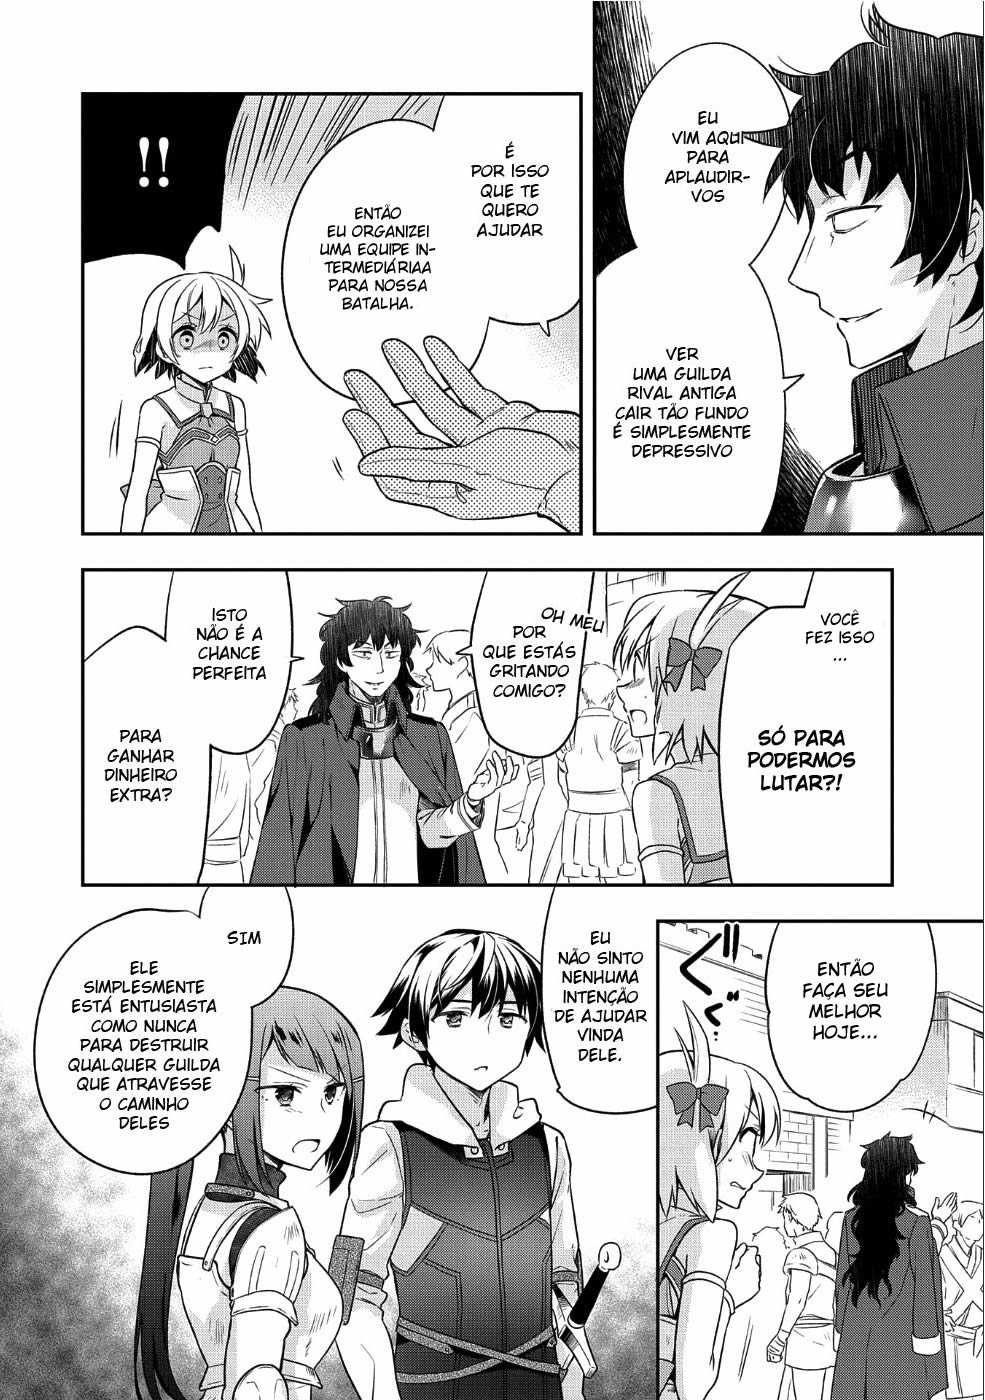 EU
VIM AQUI
PARA
APLAUDIR-
VOS
VER
UMA GUILDA
RIVAL ANTIGA
CAIR TÃO FUNDO
É SIMPLESMENTE
DEPRESSIVO
É
POR ISSO
QUE TE
QUERO
AJUDAR
ENTÃO
EU ORGANIZEI
UMA EQUIPE IN-
TERMEDIÁRIAA
PARA NOSSA
BATALHA.
!!
VOCÊ
FEZ ISSO
...
SÓ PARA
PODERMOS
LUTAR?!
OH MEU
POR
QUE ESTÁS
GRITANDO
COMIGO?
ISTO
NÃO É A
CHANCE
PERFEITA
PARA
GANHAR
DINHEIRO
EXTRA?
ENTÃO
FAÇA SEU
MELHOR
HOJE...
ぐぐ
EU
NÃO SINTO
NENHUMA
INTENÇÃO
DE AJUDAR
VINDA
DELE.
SIM
ELE
SIMPLESMENTE
ESTÁ ENTUSIASTA
COMO NUNCA
PARA DESTRUIR
QUALQUER GUILDA
QUE ATRAVESSE
O CAMINHO
DELES